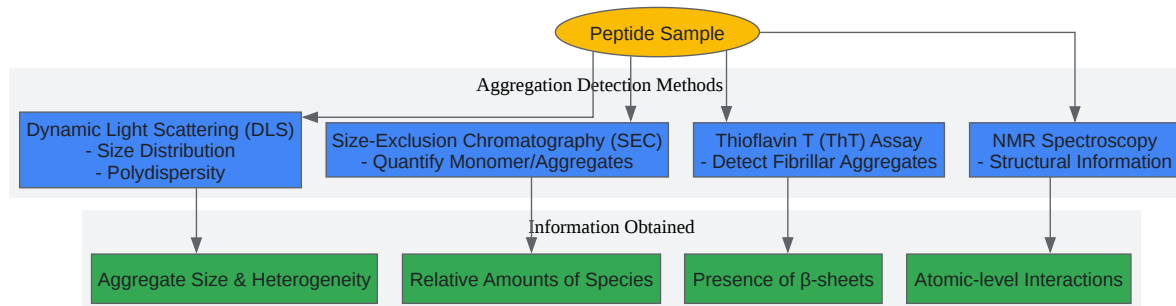 Peptide Sample
Aggregation Detection Methods
Dynamic Light Scattering (DLS)
- Size Distribution
- Polydispersity
Size-Exclusion Chromatography (SEC)
- Quantify Monomer/Aggregates
Thioflavin T (ThT) Assay
- Detect Fibrillar Aggregates
NMR Spectroscopy
- Structural Information
Information Obtained
Aggregate Size & Heterogeneity
Relative Amounts of Species
Presence of β-sheets
Atomic-level Interactions